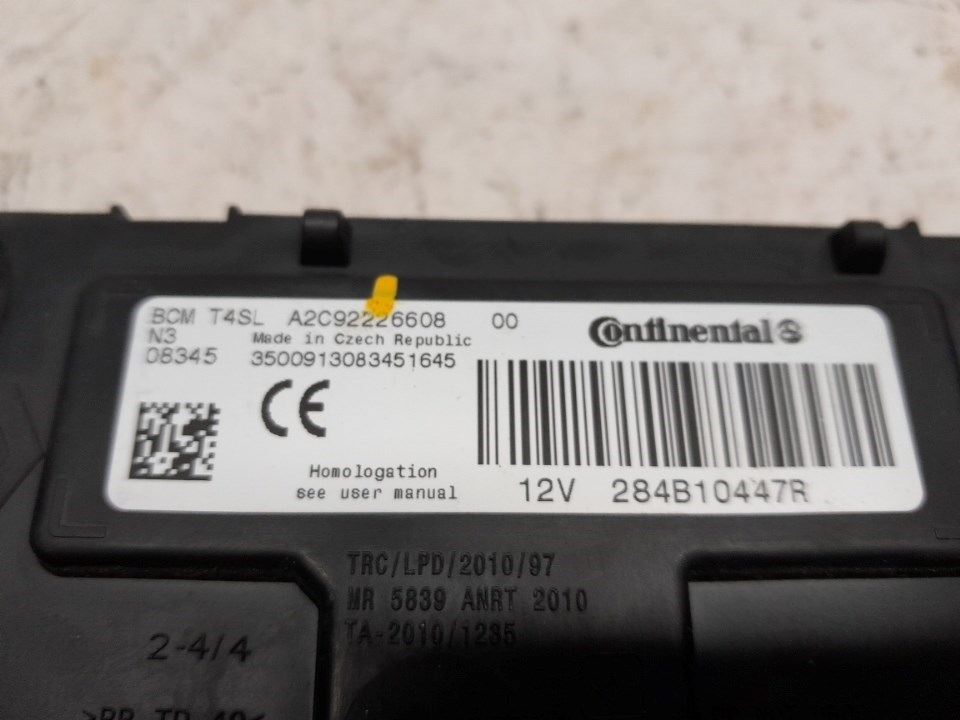 BCM T4SL A2C92226608 00
N3 Made in Czech Republic
08345 3500913083451645
Continental
CE
Homologation
see user manual
12V 284B10447R
TRC/LPD/2010/97
MR 5839 ANRT 2010
TA-2010/1235
2-4/4